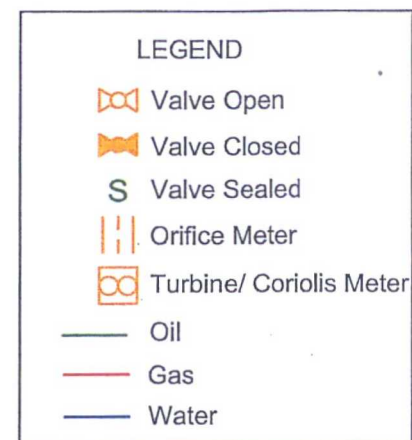 LEGEND
Valve Open
Valve Closed
S Valve Sealed
Orifice Meter
Turbine/ Coriolis Meter
Oil
Gas
Water